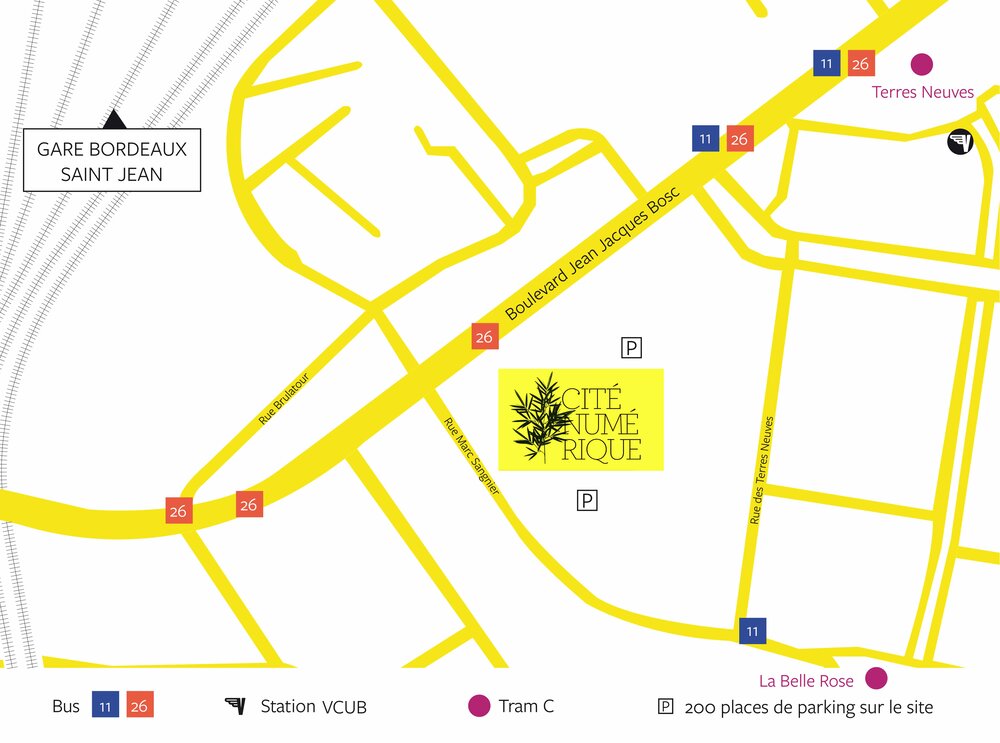 11 26
Terres Neuves
11 26
GARE BORDEAUX
SAINT JEAN
Boulevard Jean Jacques Bosc
26
P
CITÉ
NUMÉ
RIQUE
Rue Brulatour
Rue Marc Sangnier
Rue des Terres Neuves
P
26
26
11
La Belle Rose
Bus 11 26
Station VCUB
Tram C
P 200 places de parking sur le site